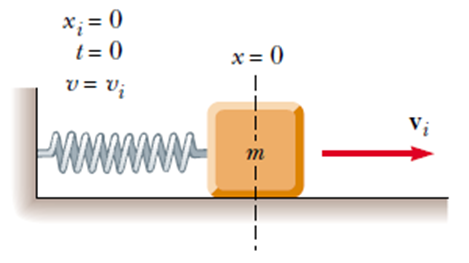 xᵢ = 0
t = 0
v = vᵢ
x = 0
vᵢ
m